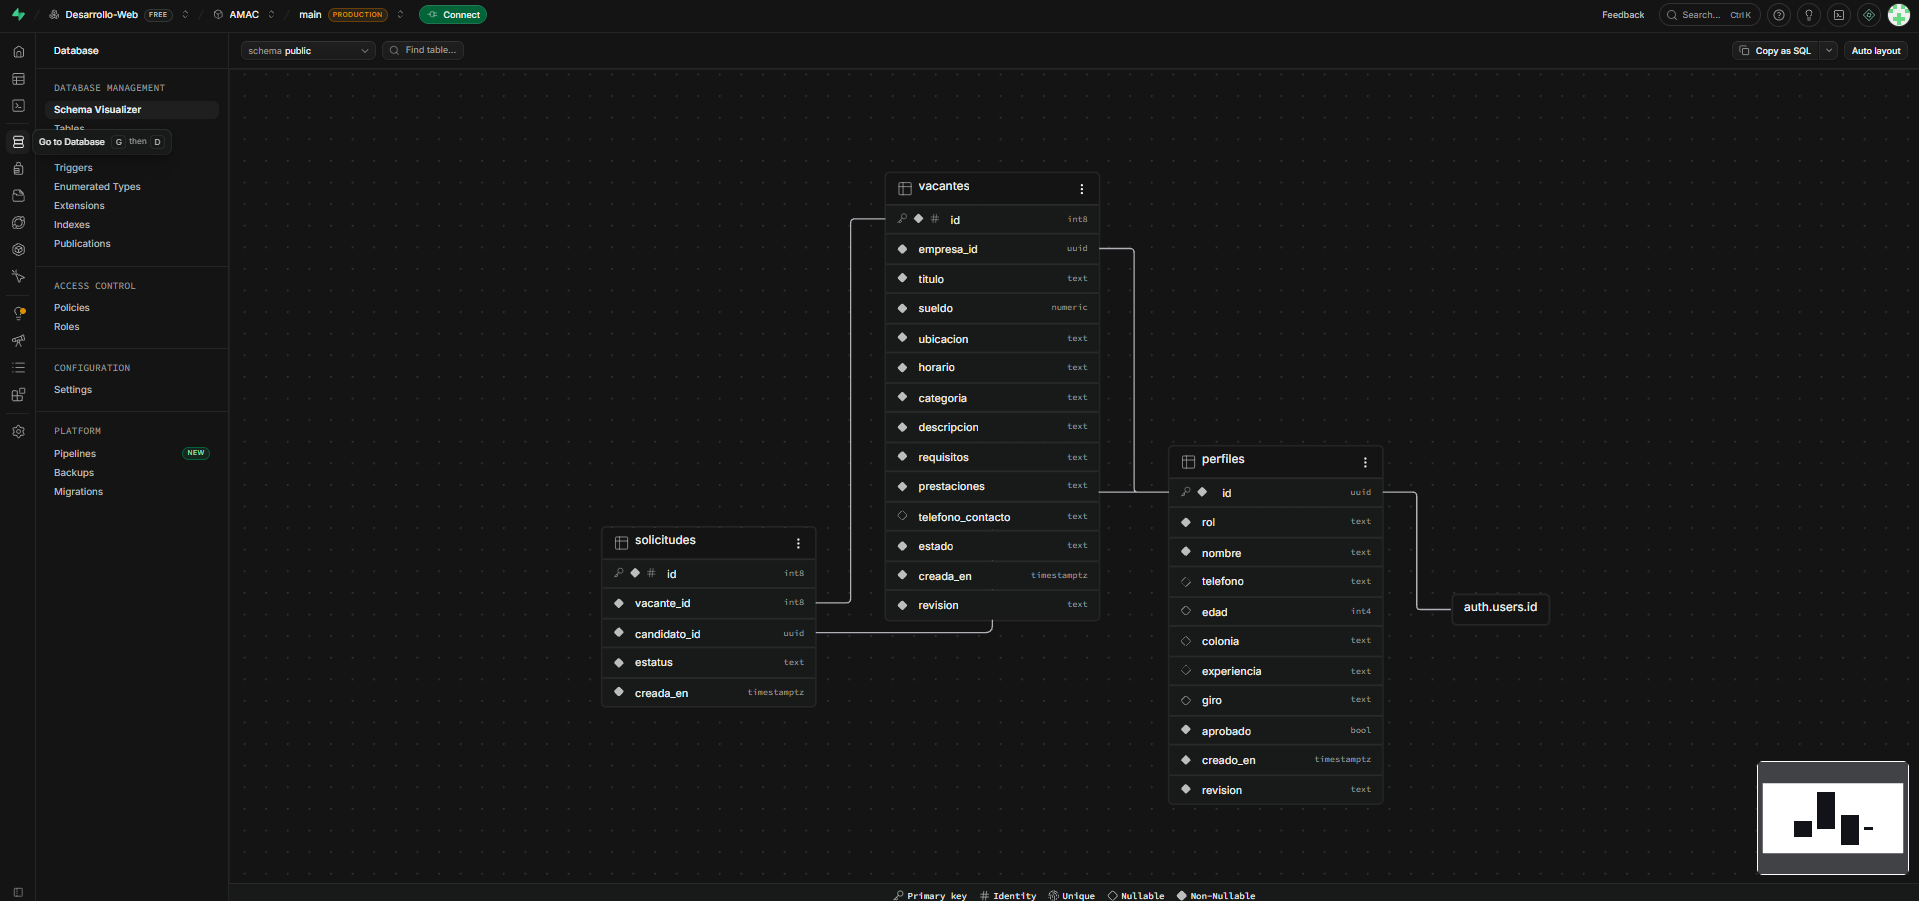 Desarrollo-Web FREE / AMAC / main PRODUCTION Connect Feedback Search... Ctrl K
Database
schema public Find table... Copy as SQL Auto layout
DATABASE MANAGEMENT
Schema Visualizer
Tables
Go to Database G then D
Triggers
Enumerated Types
Extensions
Indexes
Publications
ACCESS CONTROL
Policies
Roles
CONFIGURATION
Settings
PLATFORM
Pipelines NEW
Backups
Migrations
vacantes
id int8
empresa_id uuid
titulo text
sueldo numeric
ubicacion text
horario text
categoria text
descripcion text
requisitos text
prestaciones text
telefono_contacto text
estado text
creada_en timestamptz
revision text
solicitudes
id int8
vacante_id int8
candidato_id uuid
estatus text
creada_en timestamptz
perfiles
id uuid
rol text
nombre text
telefono text
edad int4
colonia text
experiencia text
giro text
aprobado bool
creado_en timestamptz
revision text
auth.users.id
Primary key Identity Unique Nullable Non-Nullable